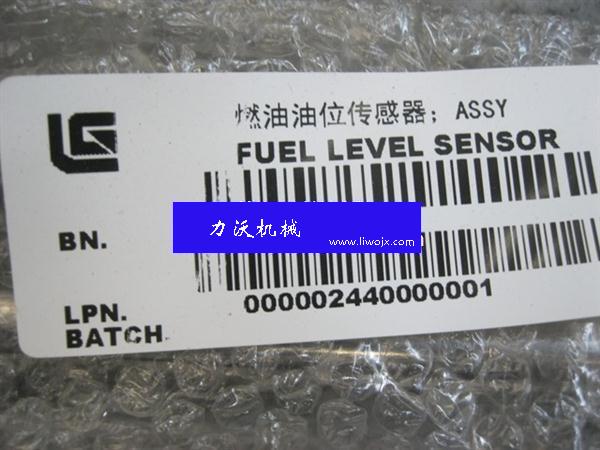 燃油油位传感器；ASSY
FUEL LEVEL SENSOR
BN.
力沃机械
www.liwojx.com
000002440000001
LPN.
BATCH